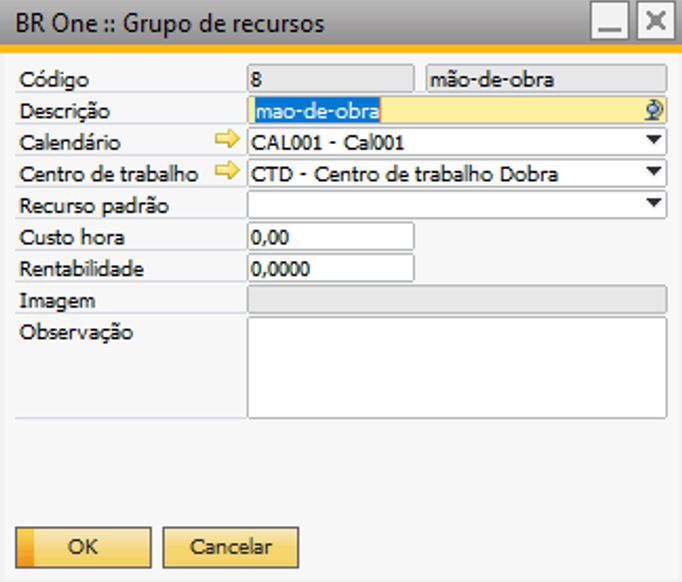 BR One :: Grupo de recursos
Código 8 mão-de-obra
Descrição mao-de-obra
Calendário CAL001 - Cal001
Centro de trabalho CTD - Centro de trabalho Dobra
Recurso padrão
Custo hora 0,00
Rentabilidade 0,0000
Imagem
Observação
OK Cancelar